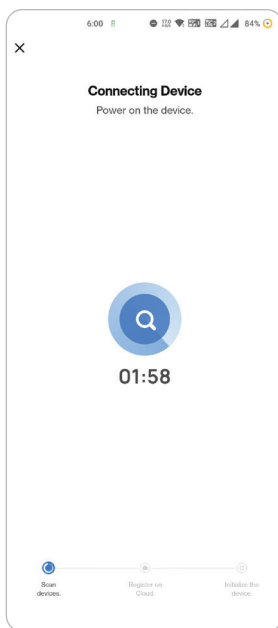 6:00
84%
Connecting Device
Power on the device.
01:58
Scan
devices.
Register on
Cloud.
Initialize the
device.